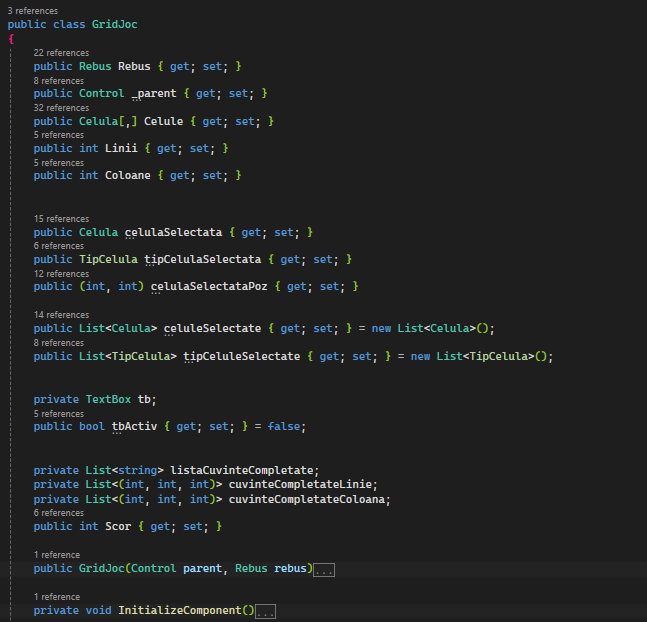 3 references
public class GridJoc
{
22 references
public Rebus Rebus { get; set; }
8 references
public Control _parent { get; set; }
32 references
public Celula[,] Celule { get; set; }
5 references
public int Linii { get; set; }
5 references
public int Coloane { get; set; }
15 references
public Celula celulaSelectata { get; set; }
6 references
public TipCelula tipCelulaSelectata { get; set; }
12 references
public (int, int) celulaSelectataPoz { get; set; }
14 references
public List<Celula> celuleSelectate { get; set; } = new List<Celula>();
8 references
public List<TipCelula> tipCeluleSelectate { get; set; } = new List<TipCelula>();
private TextBox tb;
5 references
public bool tbActiv { get; set; } = false;
private List<string> listaCuvinteCompletate;
private List<(int, int, int)> cuvinteCompletateLinie;
private List<(int, int, int)> cuvinteCompletateColoana;
6 references
public int Scor { get; set; }
1 reference
public GridJoc(Control parent, Rebus rebus)...
1 reference
private void InitializeComponent()...